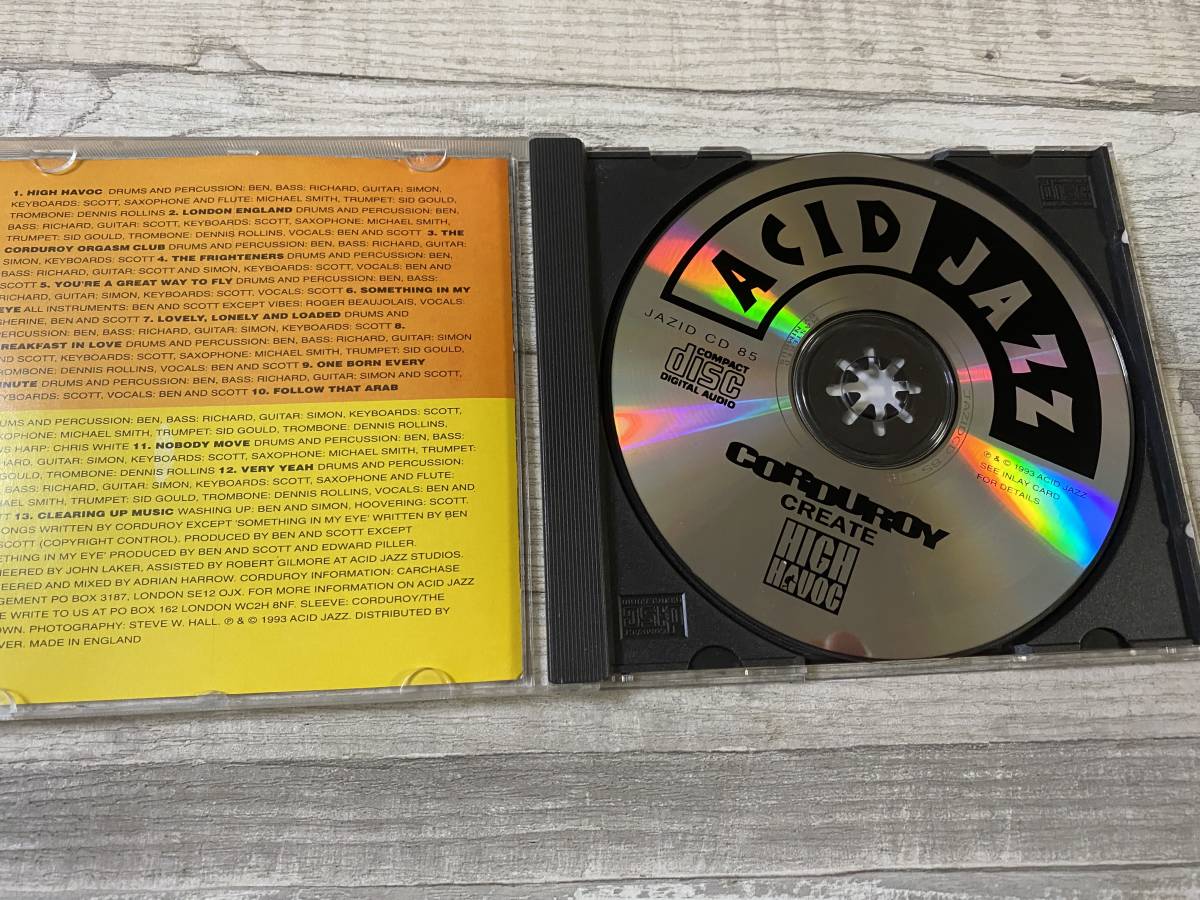 1. HIGH HAVOC DRUMS AND PERCUSSION: BEN, BASS: RICHARD, GUITAR: SIMON,
KEYBOARDS: SCOTT, SAXOPHONE AND FLUTE: MICHAEL SMITH, TRUMPET: SID GOULD,
TROMBONE: DENNIS ROLLINS 2. LONDON ENGLAND DRUMS AND PERCUSSION: BEN,
BASS: RICHARD, GUITAR: SCOTT, KEYBOARDS: SCOTT, SAXOPHONE: MICHAEL SMITH,
TRUMPET: SID GOULD, TROMBONE: DENNIS ROLLINS, VOCALS: BEN AND SCOTT 3. THE
CORDUROY ORGASM CLUB DRUMS AND PERCUSSION: BEN, BASS: RICHARD, GUITAR:
SIMON, KEYBOARDS: SCOTT 4. THE FRIGHTENERS DRUMS AND PERCUSSION: BEN,
BASS: RICHARD, GUITAR: SCOTT AND SIMON, KEYBOARDS: SCOTT, VOCALS: BEN AND
SCOTT 5. YOU'RE A GREAT WAY TO FLY DRUMS AND PERCUSSION: BEN, BASS:
RICHARD, GUITAR: SIMON, KEYBOARDS: SCOTT, VOCALS: SCOTT 6. SOMETHING IN MY
EYE ALL INSTRUMENTS: BEN AND SCOTT EXCEPT VIBES: ROGER BEAUJOLAIS, VOCALS:
GHERINE, BEN AND SCOTT 7. LOVELY, LONELY AND LOADED DRUMS AND
PERCUSSION: BEN, BASS: RICHARD, GUITAR: SIMON, KEYBOARDS: SCOTT 8.
BREAKFAST IN LOVE DRUMS AND PERCUSSION: BEN, BASS: RICHARD, GUITAR: SIMON
AND SCOTT, KEYBOARDS: SCOTT, SAXOPHONE: MICHAEL SMITH, TRUMPET: SID GOULD,
TROMBONE: DENNIS ROLLINS, VOCALS: BEN AND SCOTT 9. ONE BORN EVERY
MINUTE DRUMS AND PERCUSSION: BEN, BASS: RICHARD, GUITAR: SIMON AND SCOTT,
KEYBOARDS: SCOTT, VOCALS: BEN AND SCOTT 10. FOLLOW THAT ARAB
UMS AND PERCUSSION: BEN, BASS: RICHARD, GUITAR: SIMON, KEYBOARDS: SCOTT,
XOPHONE: MICHAEL SMITH, TRUMPET: SID GOULD, TROMBONE: DENNIS ROLLINS,
WS HARP: CHRIS WHITE 11. NOBODY MOVE DRUMS AND PERCUSSION: BEN, BASS:
HARD, GUITAR: SIMON, KEYBOARDS: SCOTT, SAXOPHONE: MICHAEL SMITH, TRUMPET:
GOULD, TROMBONE: DENNIS ROLLINS 12. VERY YEAH DRUMS AND PERCUSSION:
BASS: RICHARD, GUITAR: SIMON, KEYBOARDS: SCOTT, SAXOPHONE AND FLUTE:
HAEL SMITH, TRUMPET: SID GOULD, TROMBONE: DENNIS ROLLINS, VOCALS: BEN AND
TT 13. CLEARING UP MUSIC WASHING UP: BEN AND SIMON, HOOVERING: SCOTT.
SONGS WRITTEN BY CORDUROY EXCEPT 'SOMETHING IN MY EYE' WRITTEN BY BEN
SCOTT (COPYRIGHT CONTROL). PRODUCED BY BEN AND SCOTT EXCEPT
THING IN MY EYE' PRODUCED BY BEN AND SCOTT AND EDWARD PILLER.
NEERED BY JOHN LAKER, ASSISTED BY ROBERT GILMORE AT ACID JAZZ STUDIOS.
EERED AND MIXED BY ADRIAN HARROW. CORDUROY INFORMATION: CARCHASE
GEMENT PO BOX 3187, LONDON SE12 OJX. FOR MORE INFORMATION ON ACID JAZZ
E WRITE TO US AT PO BOX 162 LONDON WC2H 8NF. SLEEVE: CORDUROY/THE
OWN. PHOTOGRAPHY: STEVE W. HALL. ℗ & © 1993 ACID JAZZ. DISTRIBUTED BY
VER. MADE IN ENGLAND
ACID JAZZ
JAZID CD 85
COMPACT
disc
DIGITAL AUDIO
℗ & © 1993 ACID JAZZ
SEE INLAY CARD
FOR DETAILS
CORDUROY
CREATE
HIGH
HAVOC